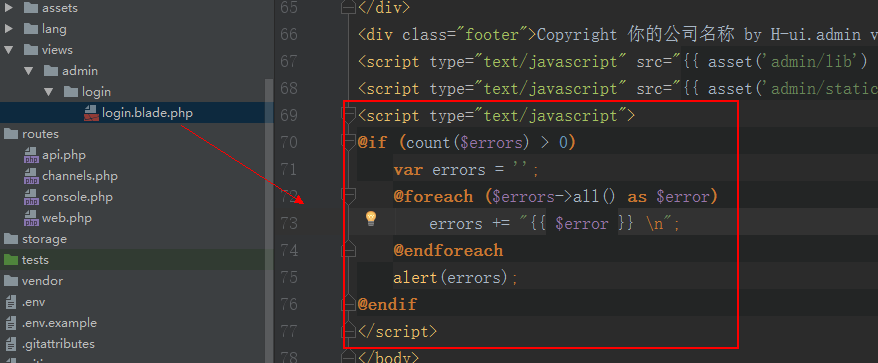 assets
lang
views
admin
login
login.blade.php
routes
api.php
channels.php
console.php
web.php
storage
tests
vendor
.env
.env.example
.gitattributes
65 </div>
66 <div class="footer">Copyright 你的公司名称 by H-ui.admin v
67 <script type="text/javascript" src="{{ asset('admin/lib')
68 <script type="text/javascript" src="{{ asset('admin/static
69 <script type="text/javascript">
70 @if (count($errors) > 0)
71 var errors = '';
72 @foreach ($errors->all() as $error)
73 errors += "{{ $error }} \n";
74 @endforeach
75 alert(errors);
76 @endif
77 </script>
78 </body>